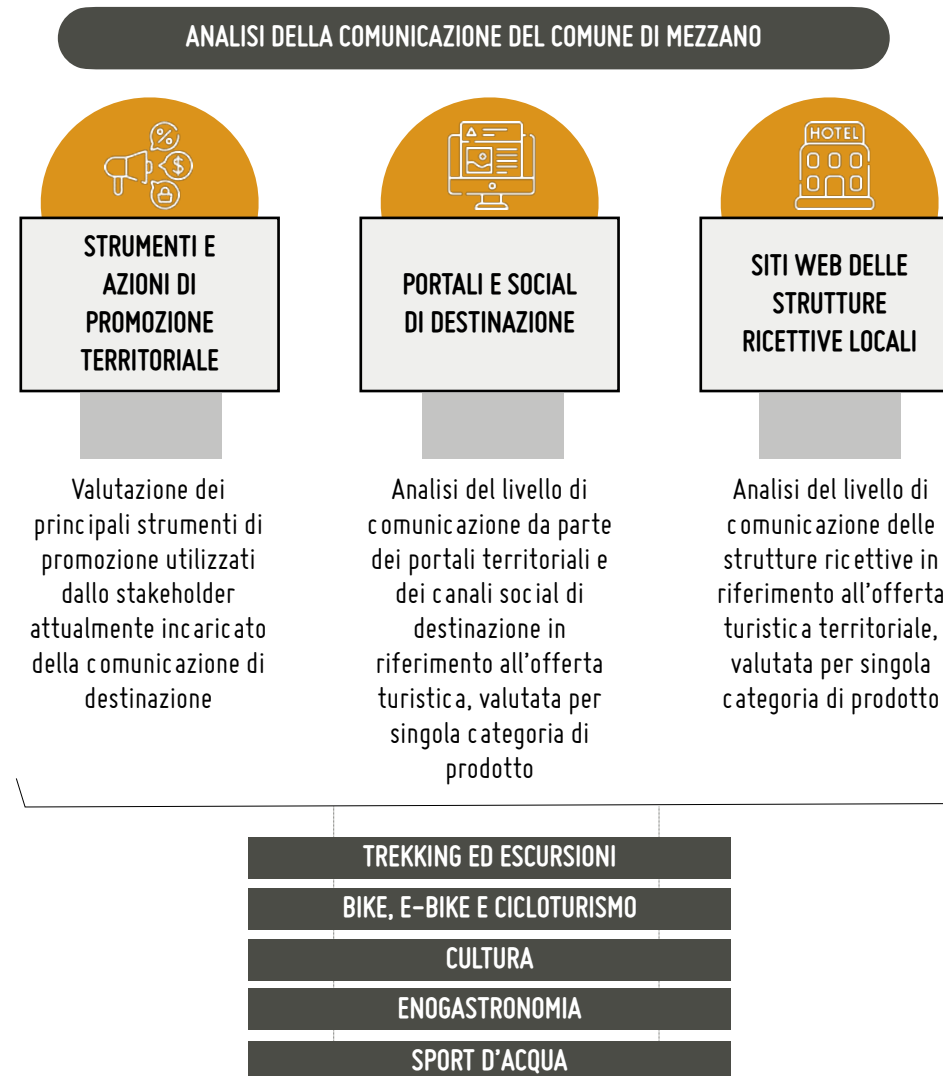 ANALISI DELLA COMUNICAZIONE DEL COMUNE DI MEZZANO
%
$
HOTEL
STRUMENTI E
AZIONI DI
PROMOZIONE
TERRITORIALE
PORTALI E SOCIAL
DI DESTINAZIONE
SITI WEB DELLE
STRUTTURE
RICETTIVE LOCALI
Valutazione dei
principali strumenti di
promozione utilizzati
dallo stakeholder
attualmente incaricato
della comunicazione di
destinazione
Analisi del livello di
comunicazione da parte
dei portali territoriali e
dei canali social di
destinazione in
riferimento all’offerta
turistica, valutata per
singola categoria di
prodotto
Analisi del livello di
comunicazione delle
strutture ricettive in
riferimento all’offerta
turistica territoriale,
valutata per singola
categoria di prodotto
TREKKING ED ESCURSIONI
BIKE, E-BIKE E CICLOTURISMO
CULTURA
ENOGASTRONOMIA
SPORT D’ACQUA